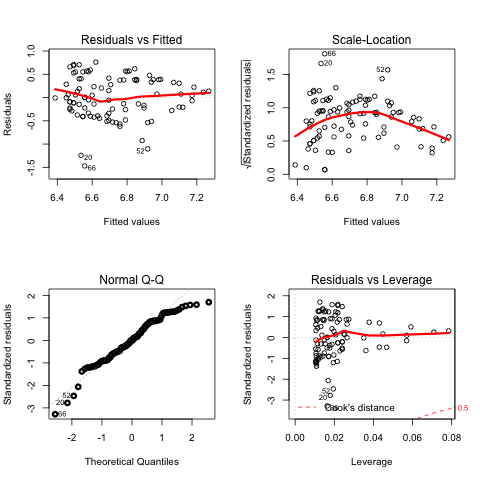 Residuals vs Fitted
Residuals
1.0
0.5
-0.5
-1.5
20
66
52
6.4 6.6 6.8 7.0 7.2
Fitted values
Scale-Location
√|Standardized residuals|
1.5
1.0
0.5
0.0
66
20
52
6.4 6.6 6.8 7.0 7.2
Fitted values
Normal Q-Q
Standardized residuals
2
1
0
-1
-2
-3
52
20
66
-2 -1 0 1 2
Theoretical Quantiles
Residuals vs Leverage
Standardized residuals
2
1
0
-1
-2
-3
52
20
Cook's distance
0.5
0.00 0.02 0.04 0.06 0.08
Leverage